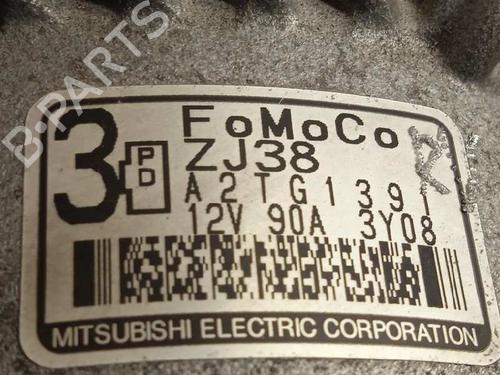 B-PARTS
3
PD
FoMoCo
R
ZJ38
A2TG1391
12V 90A 3Y08
MITSUBISHI ELECTRIC CORPORATION